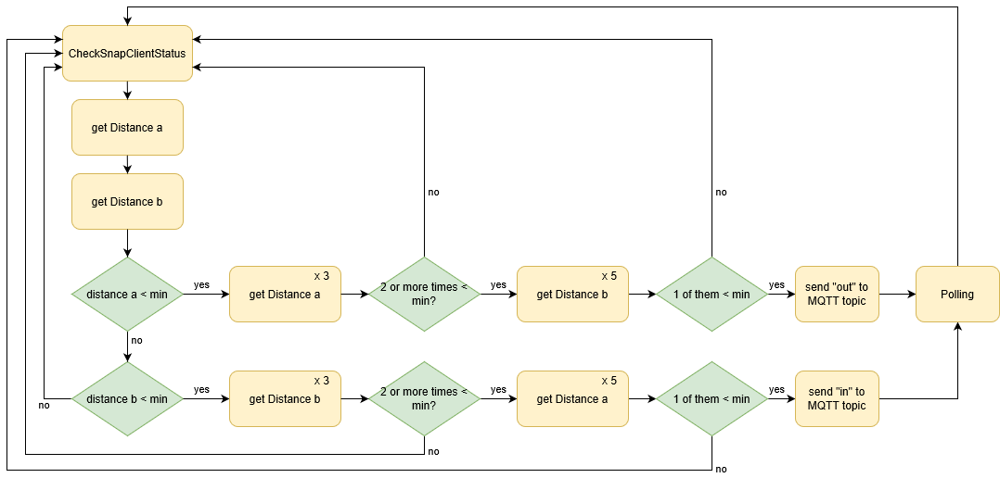 CheckSnapClientStatus
get Distance a
get Distance b
no
no
distance a < min
yes
x 3
get Distance a
2 or more times <
min?
yes
x 5
get Distance b
1 of them < min
yes
send "out" to
MQTT topic
Polling
no
distance b < min
no
yes
x 3
get Distance b
2 or more times <
min?
yes
x 5
get Distance a
1 of them < min
yes
send "in" to
MQTT topic
no
no